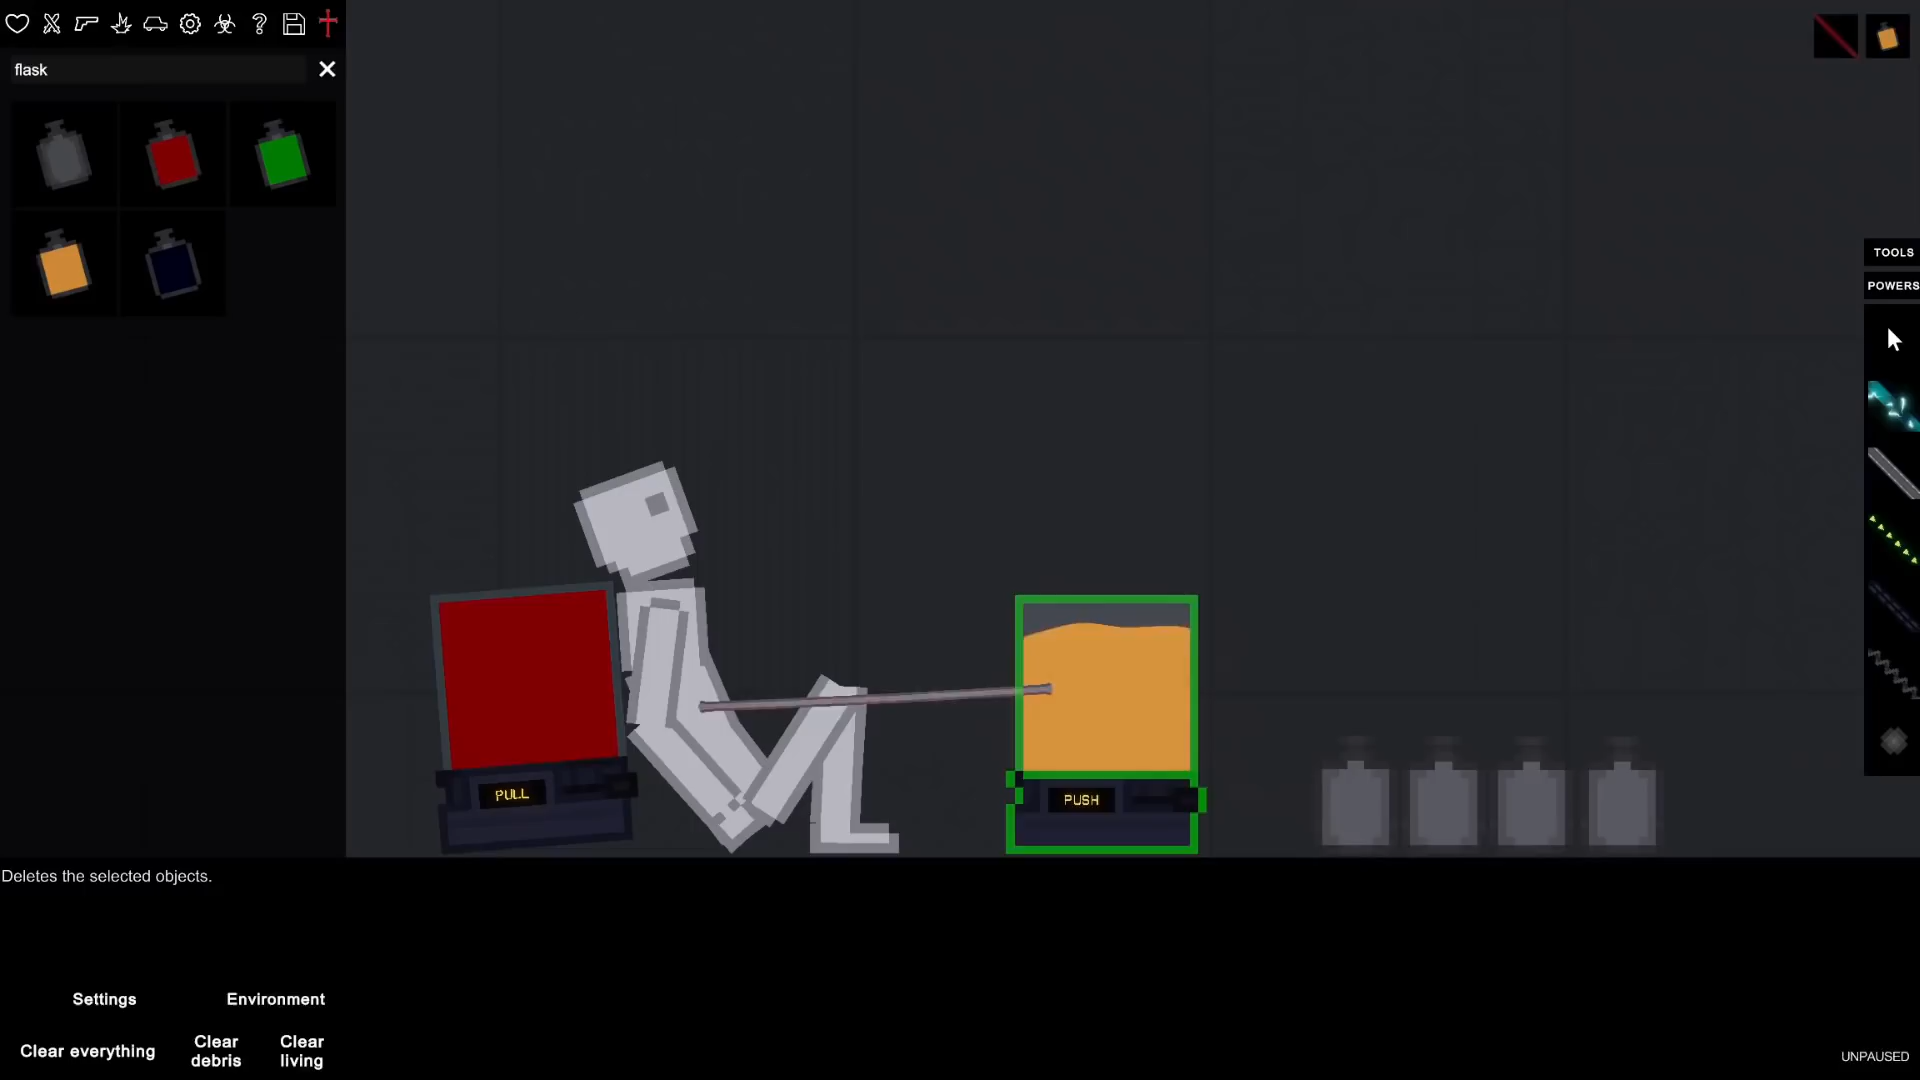 flask
TOOLS
POWERS
PULL
PUSH
Deletes the selected objects.
Settings
Environment
Clear everything
Clear debris
Clear living
UNPAUSED